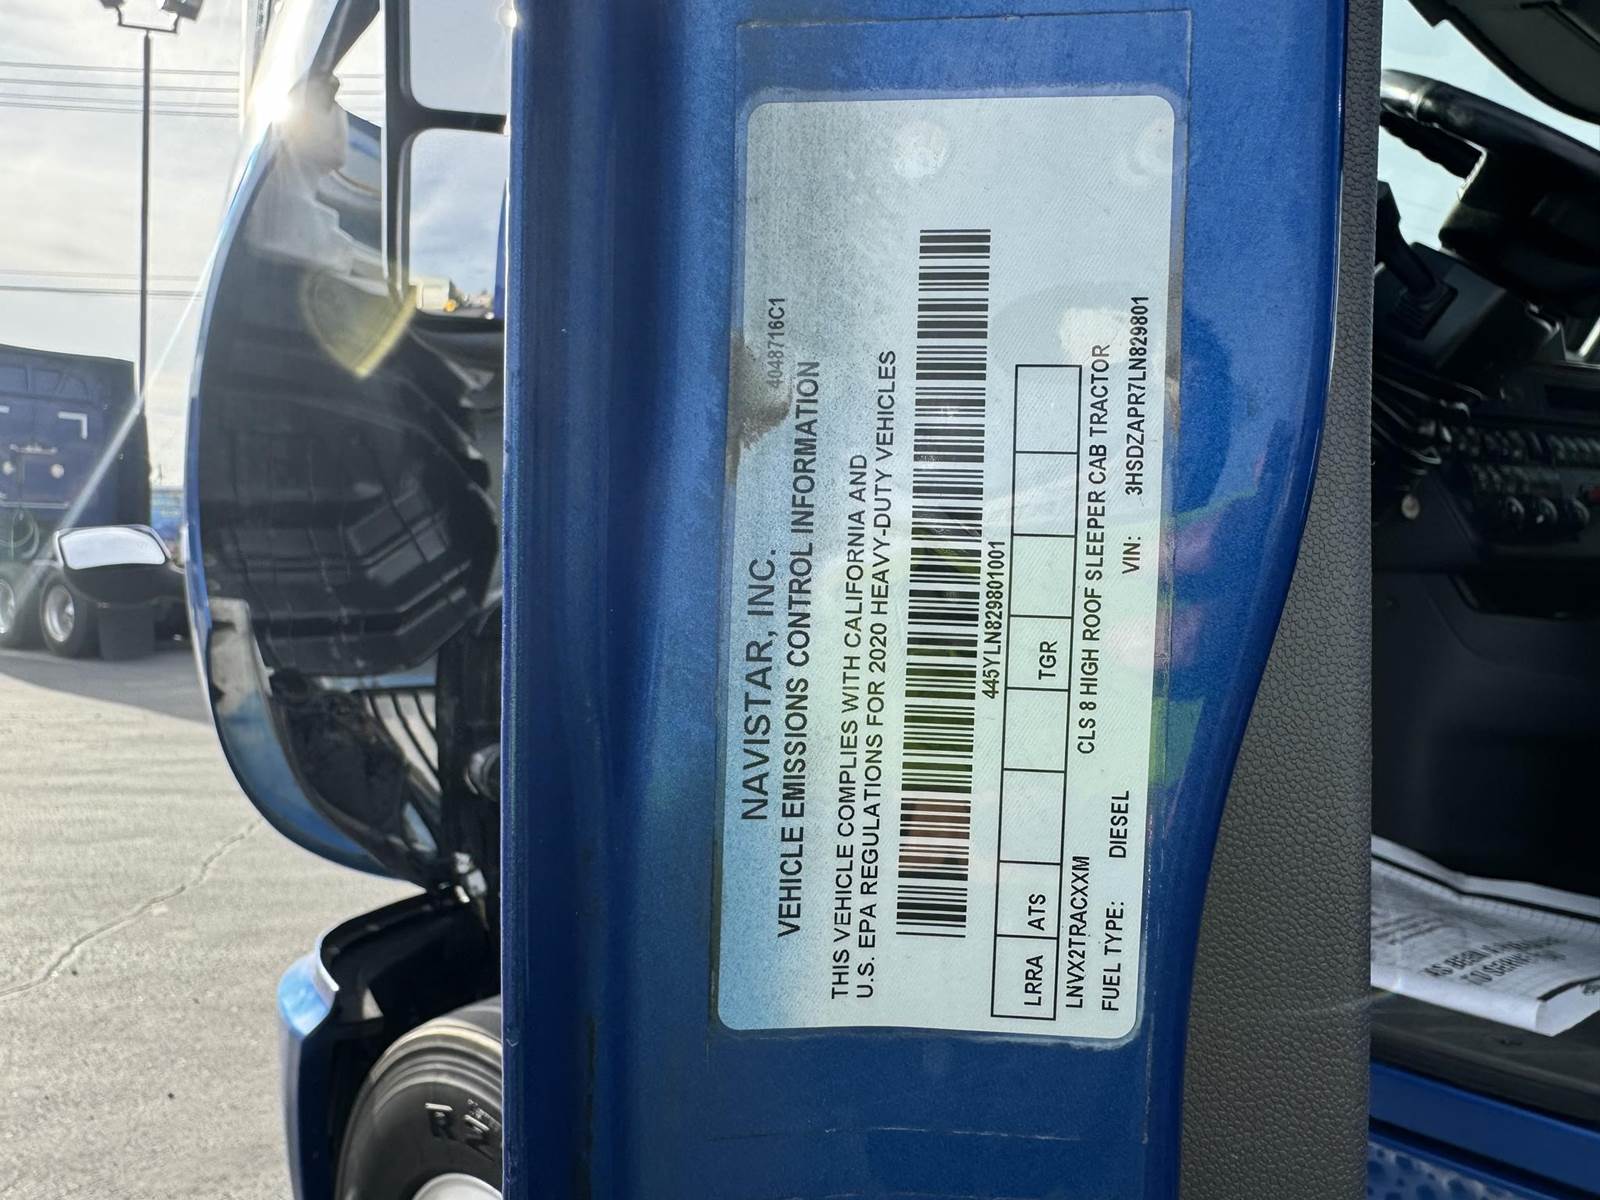 4048716C1
NAVISTAR, INC.
VEHICLE EMISSIONS CONTROL INFORMATION
THIS VEHICLE COMPLIES WITH CALIFORNIA AND
U.S. EPA REGULATIONS FOR 2020 HEAVY-DUTY VEHICLES
445YLN829801001
LRRA ATS TGR
LNVX2TRACXXM CLS 8 HIGH ROOF SLEEPER CAB TRACTOR
FUEL TYPE: DIESEL VIN: 3HSDZAPR7LN829801